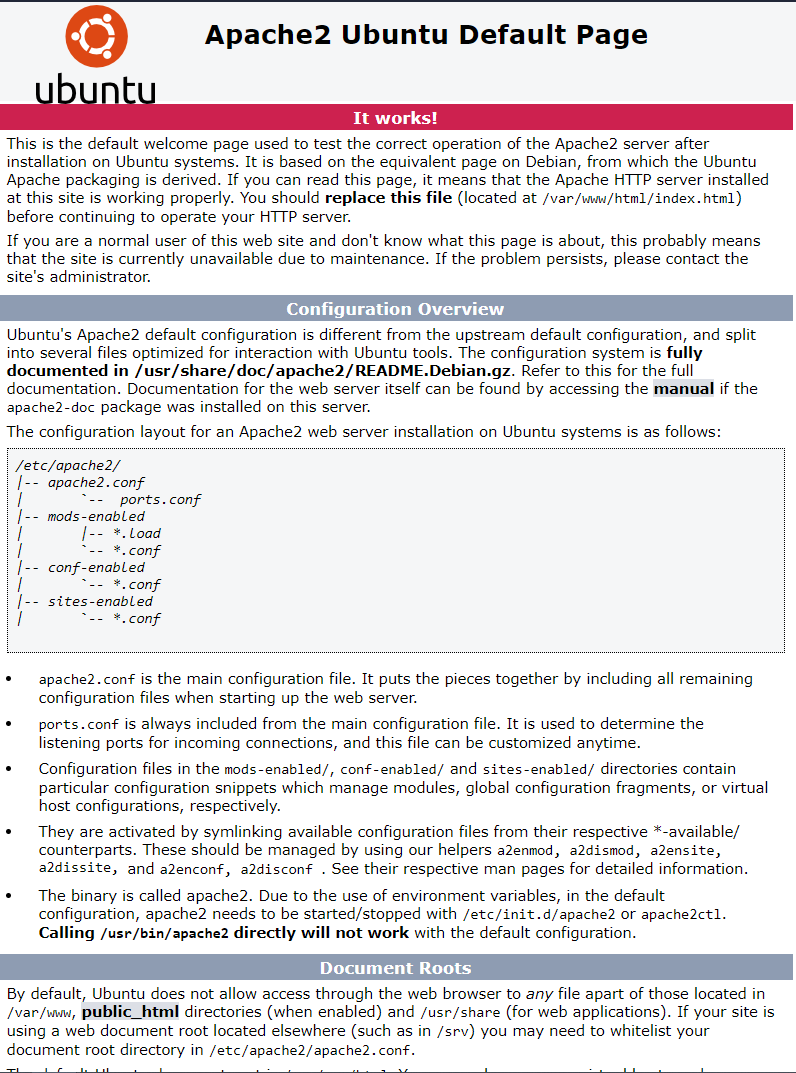 ubuntu
Apache2 Ubuntu Default Page
It works!
This is the default welcome page used to test the correct operation of the Apache2 server after
installation on Ubuntu systems. It is based on the equivalent page on Debian, from which the Ubuntu
Apache packaging is derived. If you can read this page, it means that the Apache HTTP server installed
at this site is working properly. You should replace this file (located at /var/www/html/index.html)
before continuing to operate your HTTP server.
If you are a normal user of this web site and don't know what this page is about, this probably means
that the site is currently unavailable due to maintenance. If the problem persists, please contact the
site's administrator.
Configuration Overview
Ubuntu's Apache2 default configuration is different from the upstream default configuration, and split
into several files optimized for interaction with Ubuntu tools. The configuration system is fully
documented in /usr/share/doc/apache2/README.Debian.gz. Refer to this for the full
documentation. Documentation for the web server itself can be found by accessing the manual if the
apache2-doc package was installed on this server.
The configuration layout for an Apache2 web server installation on Ubuntu systems is as follows:
/etc/apache2/
|-- apache2.conf
|       `--  ports.conf
|-- mods-enabled
|       |-- *.load
|       `-- *.conf
|-- conf-enabled
|       `-- *.conf
|-- sites-enabled
|       `-- *.conf
• apache2.conf is the main configuration file. It puts the pieces together by including all remaining
configuration files when starting up the web server.
• ports.conf is always included from the main configuration file. It is used to determine the
listening ports for incoming connections, and this file can be customized anytime.
• Configuration files in the mods-enabled/, conf-enabled/ and sites-enabled/ directories contain
particular configuration snippets which manage modules, global configuration fragments, or virtual
host configurations, respectively.
• They are activated by symlinking available configuration files from their respective *-available/
counterparts. These should be managed by using our helpers a2enmod, a2dismod, a2ensite,
a2dissite, and a2enconf, a2disconf . See their respective man pages for detailed information.
• The binary is called apache2. Due to the use of environment variables, in the default
configuration, apache2 needs to be started/stopped with /etc/init.d/apache2 or apache2ctl.
Calling /usr/bin/apache2 directly will not work with the default configuration.
Document Roots
By default, Ubuntu does not allow access through the web browser to any file apart of those located in
/var/www, public_html directories (when enabled) and /usr/share (for web applications). If your site is
using a web document root located elsewhere (such as in /srv) you may need to whitelist your
document root directory in /etc/apache2/apache2.conf.